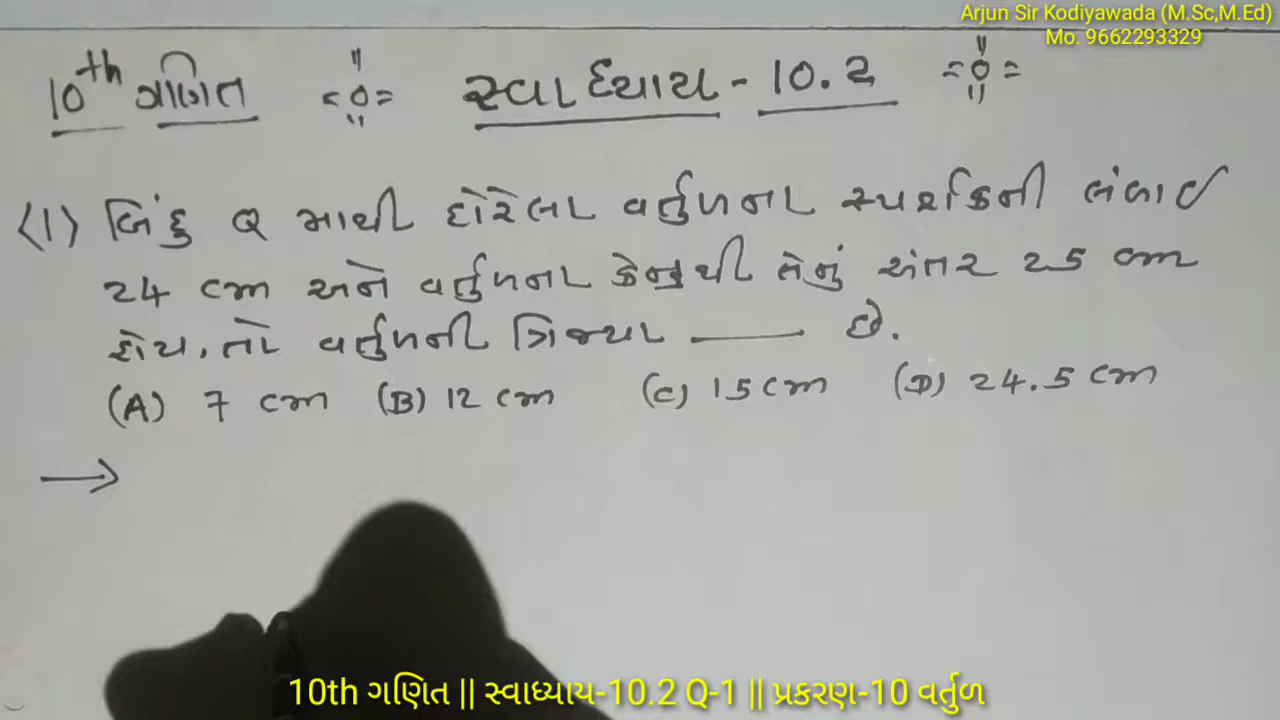 Arjun Sir Kodiyawada (M.Sc,M.Ed)
Mo. 9662293329
10th ગણિત સ્વાધ્યાય - 10.2
(1) બિંદુ Q માથી દોરેલા વર્તુળના સ્પર્શકની લંબાઈ
24 cm અને વર્તુળના કેન્દ્રથી તેનું અંતર 25 cm
હોય, તો વર્તુળની ત્રિજ્યા ____ છે.
(A) 7 cm (B) 12 cm (C) 15 cm (D) 24.5 cm
→
10th ગણિત || સ્વાધ્યાય-10.2 Q-1 || પ્રકરણ-10 વર્તુળ